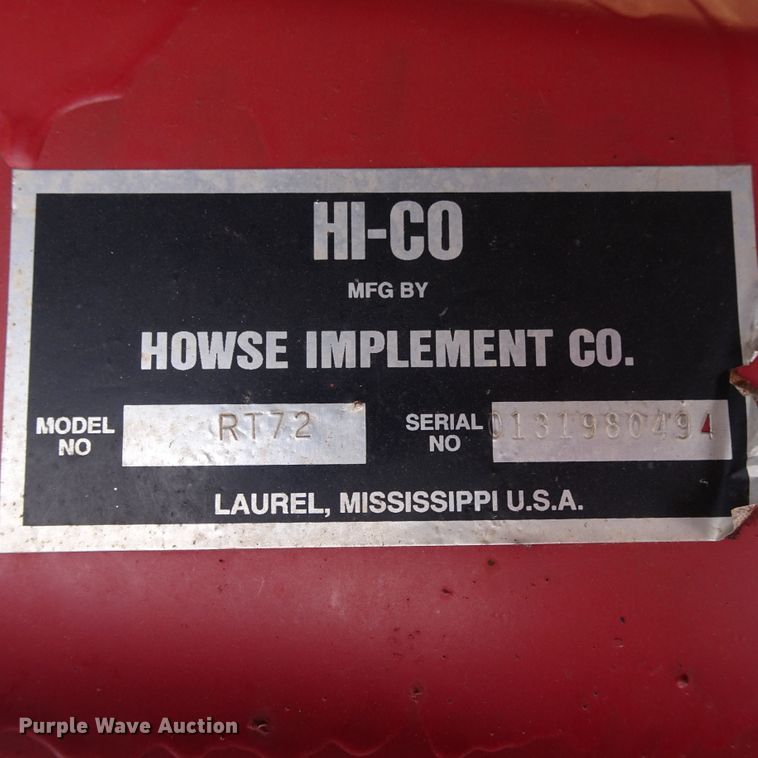 HI-CO
MFG BY
HOWSE IMPLEMENT CO.
MODEL NO RT72
SERIAL NO 0131980494
LAUREL, MISSISSIPPI U.S.A.
Purple Wave Auction